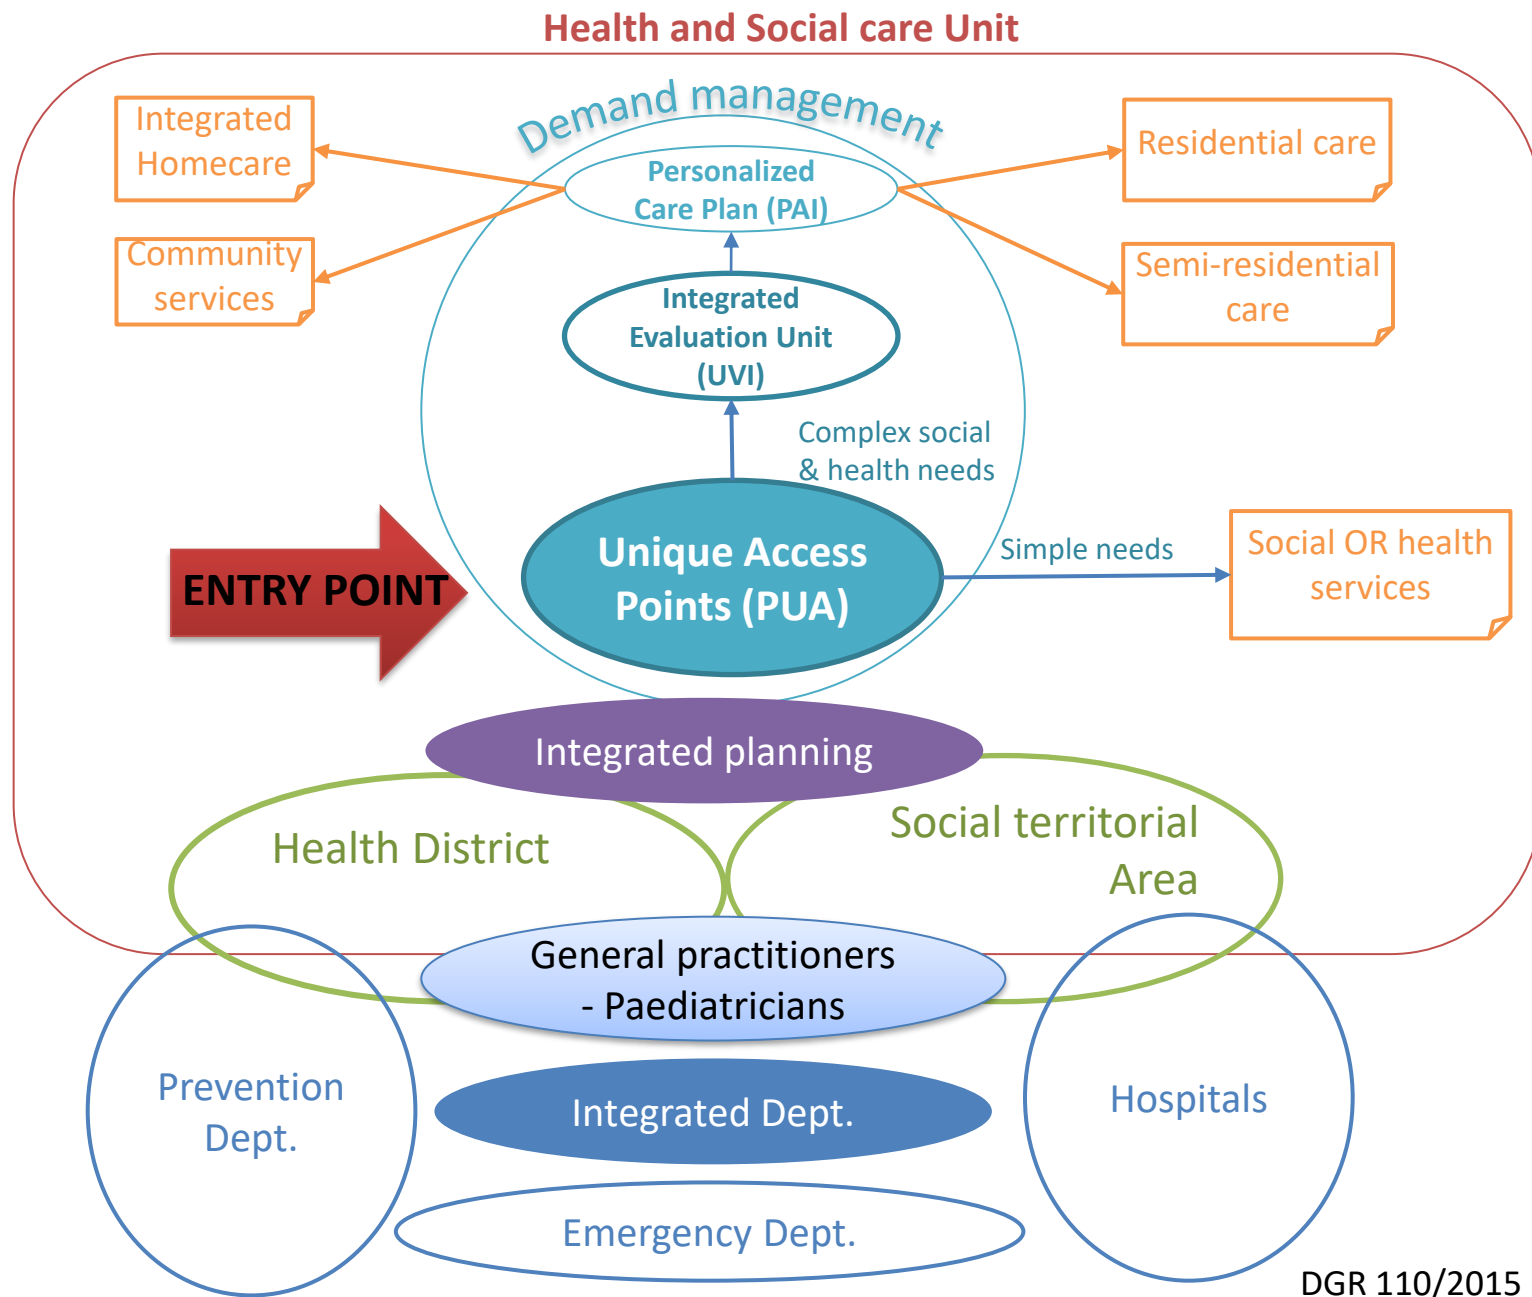 Health and Social care Unit
Demand management
Integrated
Homecare
Personalized
Care Plan (PAI)
Residential care
Community
services
Semi-residential
care
Integrated
Evaluation Unit
(UVI)
Complex social
& health needs
ENTRY POINT
Unique Access
Points (PUA)
Simple needs
Social OR health
services
Integrated planning
Health District
Social territorial
Area
General practitioners
- Paediatricians
Prevention
Dept.
Integrated Dept.
Hospitals
Emergency Dept.
DGR 110/2015